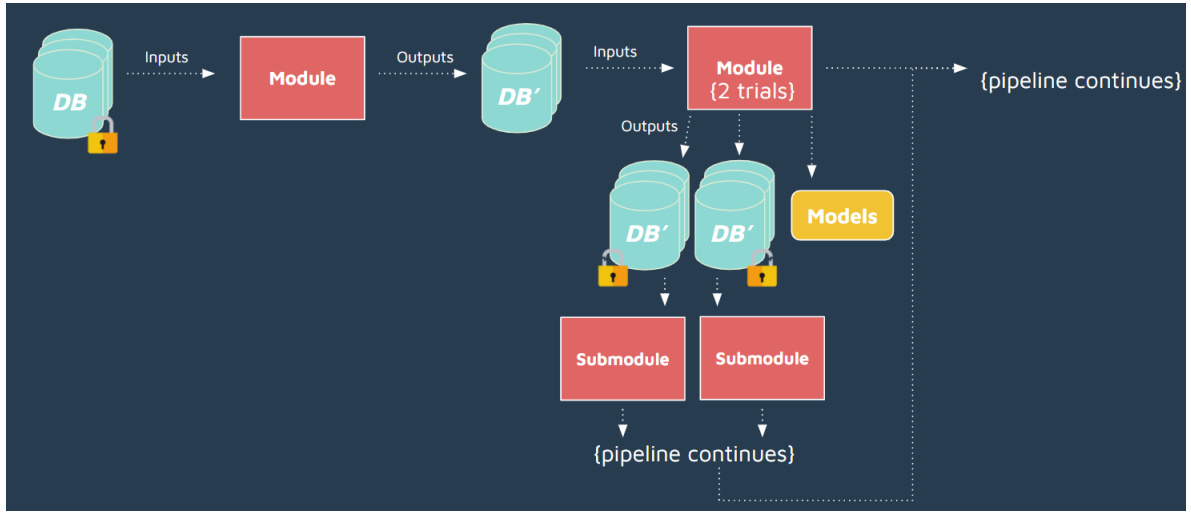 Inputs
Outputs
Inputs
DB
Module
DB′
Module
{2 trials}
{pipeline continues}
Outputs
DB′
DB′
Models
Submodule
Submodule
{pipeline continues}